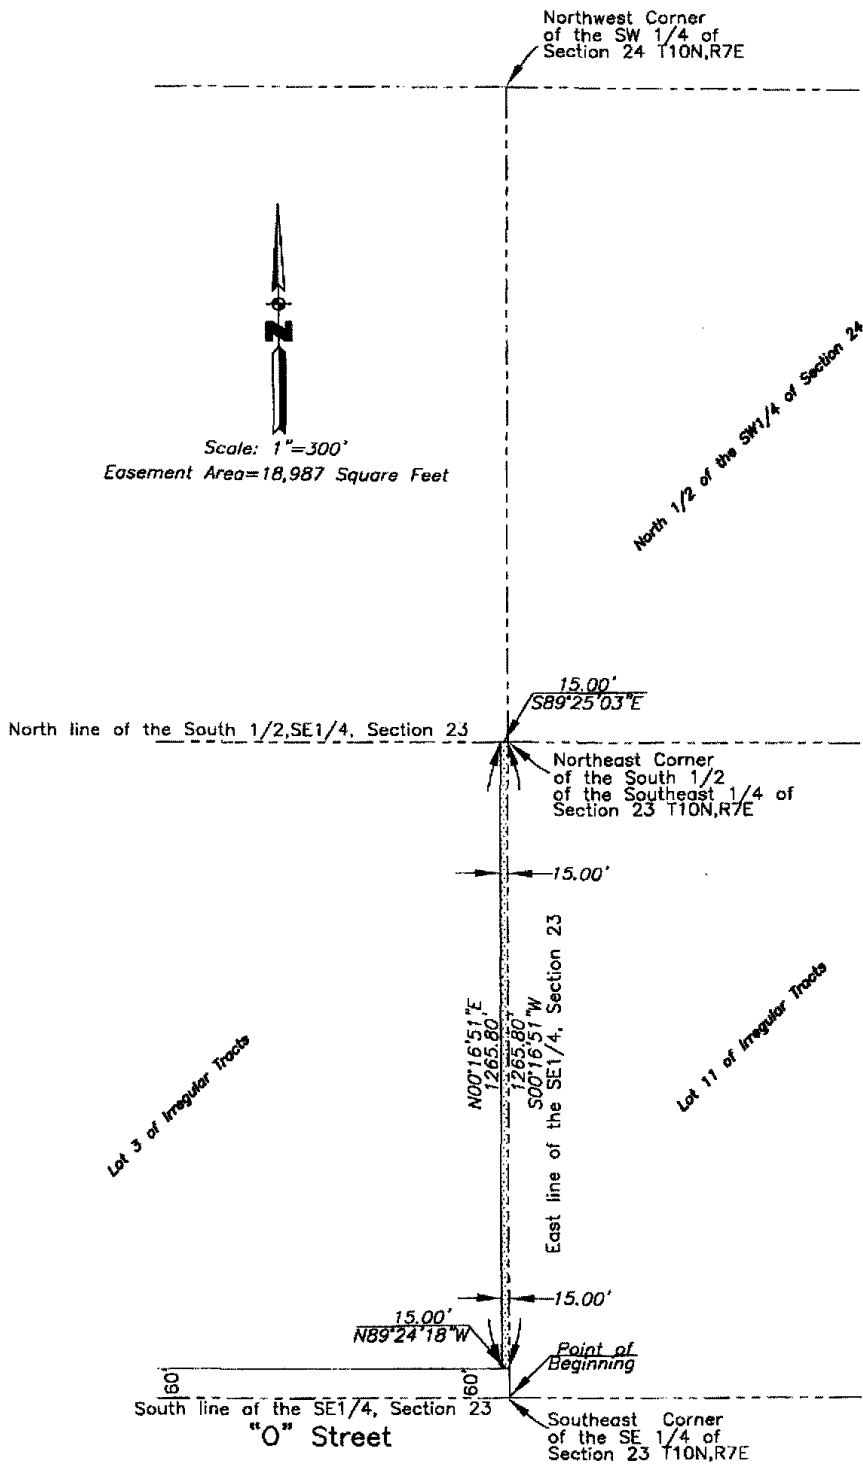 Northwest Corner
of the SW 1/4 of
Section 24 T10N,R7E
N
Scale: 1"=300'
Easement Area=18,987 Square Feet
North 1/2 of the SW1/4 of Section 24
15.00'
S89°25'03"E
North line of the South 1/2,SE1/4, Section 23
Northeast Corner
of the South 1/2
of the Southeast 1/4 of
Section 23 T10N,R7E
15.00'
N00°16'51"E
1265.80'
1265.80'
S00°16'51"W
East line of the SE1/4, Section 23
Lot 3 of Irregular Tracts
Lot 11 of Irregular Tracts
15.00'
15.00'
N89°24'18"W
Point of
Beginning
60'
60'
South line of the SE1/4, Section 23
"O" Street
Southeast Corner
of the SE 1/4 of
Section 23 T10N,R7E